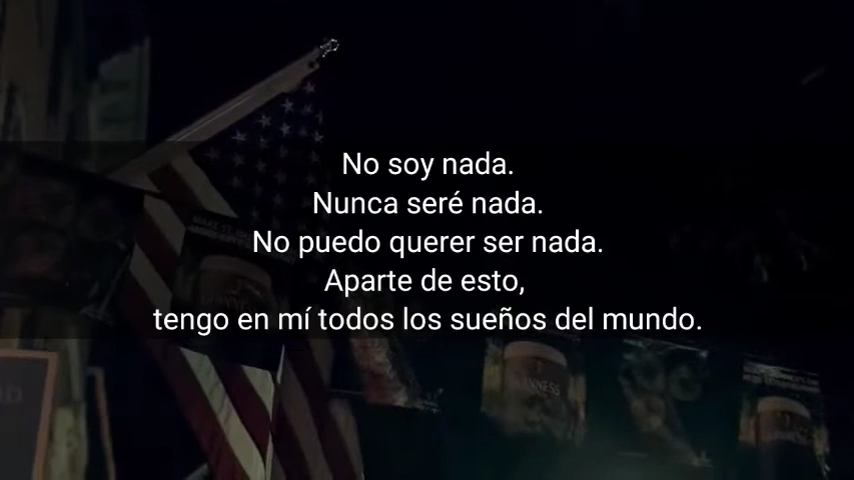 No soy nada.
Nunca seré nada.
No puedo querer ser nada.
Aparte de esto,
tengo en mí todos los sueños del mundo.
GUINNESS